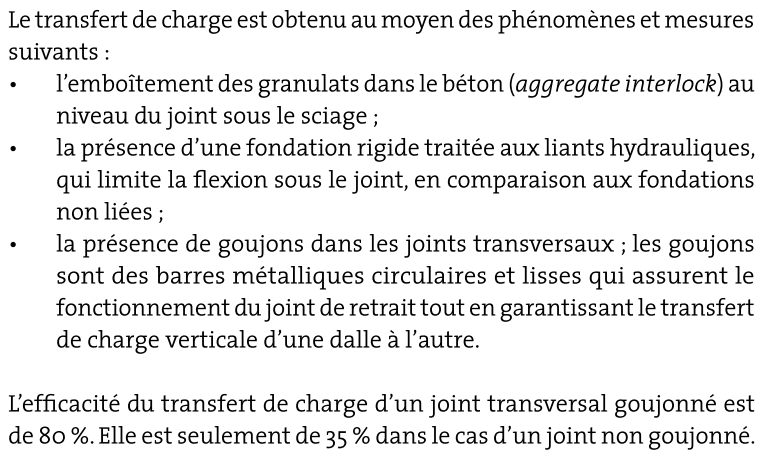 Le transfert de charge est obtenu au moyen des phénomènes et mesures
suivants :
• l’emboîtement des granulats dans le béton (aggregate interlock) au
niveau du joint sous le sciage ;
• la présence d’une fondation rigide traitée aux liants hydrauliques,
qui limite la flexion sous le joint, en comparaison aux fondations
non liées ;
• la présence de goujons dans les joints transversaux ; les goujons
sont des barres métalliques circulaires et lisses qui assurent le
fonctionnement du joint de retrait tout en garantissant le transfert
de charge verticale d’une dalle à l’autre.
L’efficacité du transfert de charge d’un joint transversal goujonné est
de 80 %. Elle est seulement de 35 % dans le cas d’un joint non goujonné.